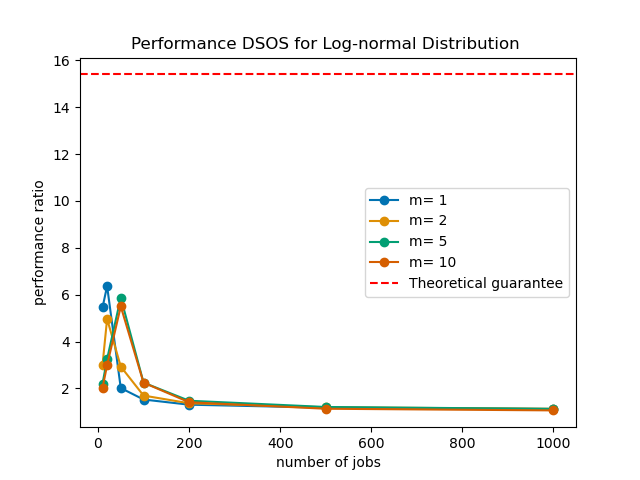 Performance DSOS for Log-normal Distribution
performance ratio
16
14
12
10
8
6
4
2
m= 1
m= 2
m= 5
m= 10
Theoretical guarantee
0 200 400 600 800 1000
number of jobs